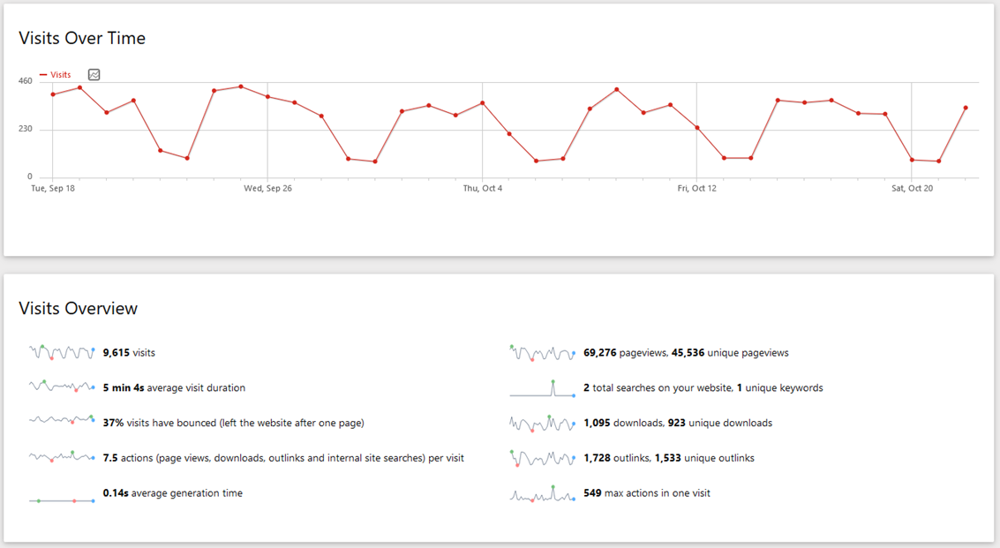 Visits Over Time
Visits
460
230
0
Tue, Sep 18
Wed, Sep 26
Thu, Oct 4
Fri, Oct 12
Sat, Oct 20
Visits Overview
9,615 visits
69,276 pageviews, 45,536 unique pageviews
5 min 4s average visit duration
2 total searches on your website, 1 unique keywords
37% visits have bounced (left the website after one page)
1,095 downloads, 923 unique downloads
7.5 actions (page views, downloads, outlinks and internal site searches) per visit
1,728 outlinks, 1,533 unique outlinks
0.14s average generation time
549 max actions in one visit